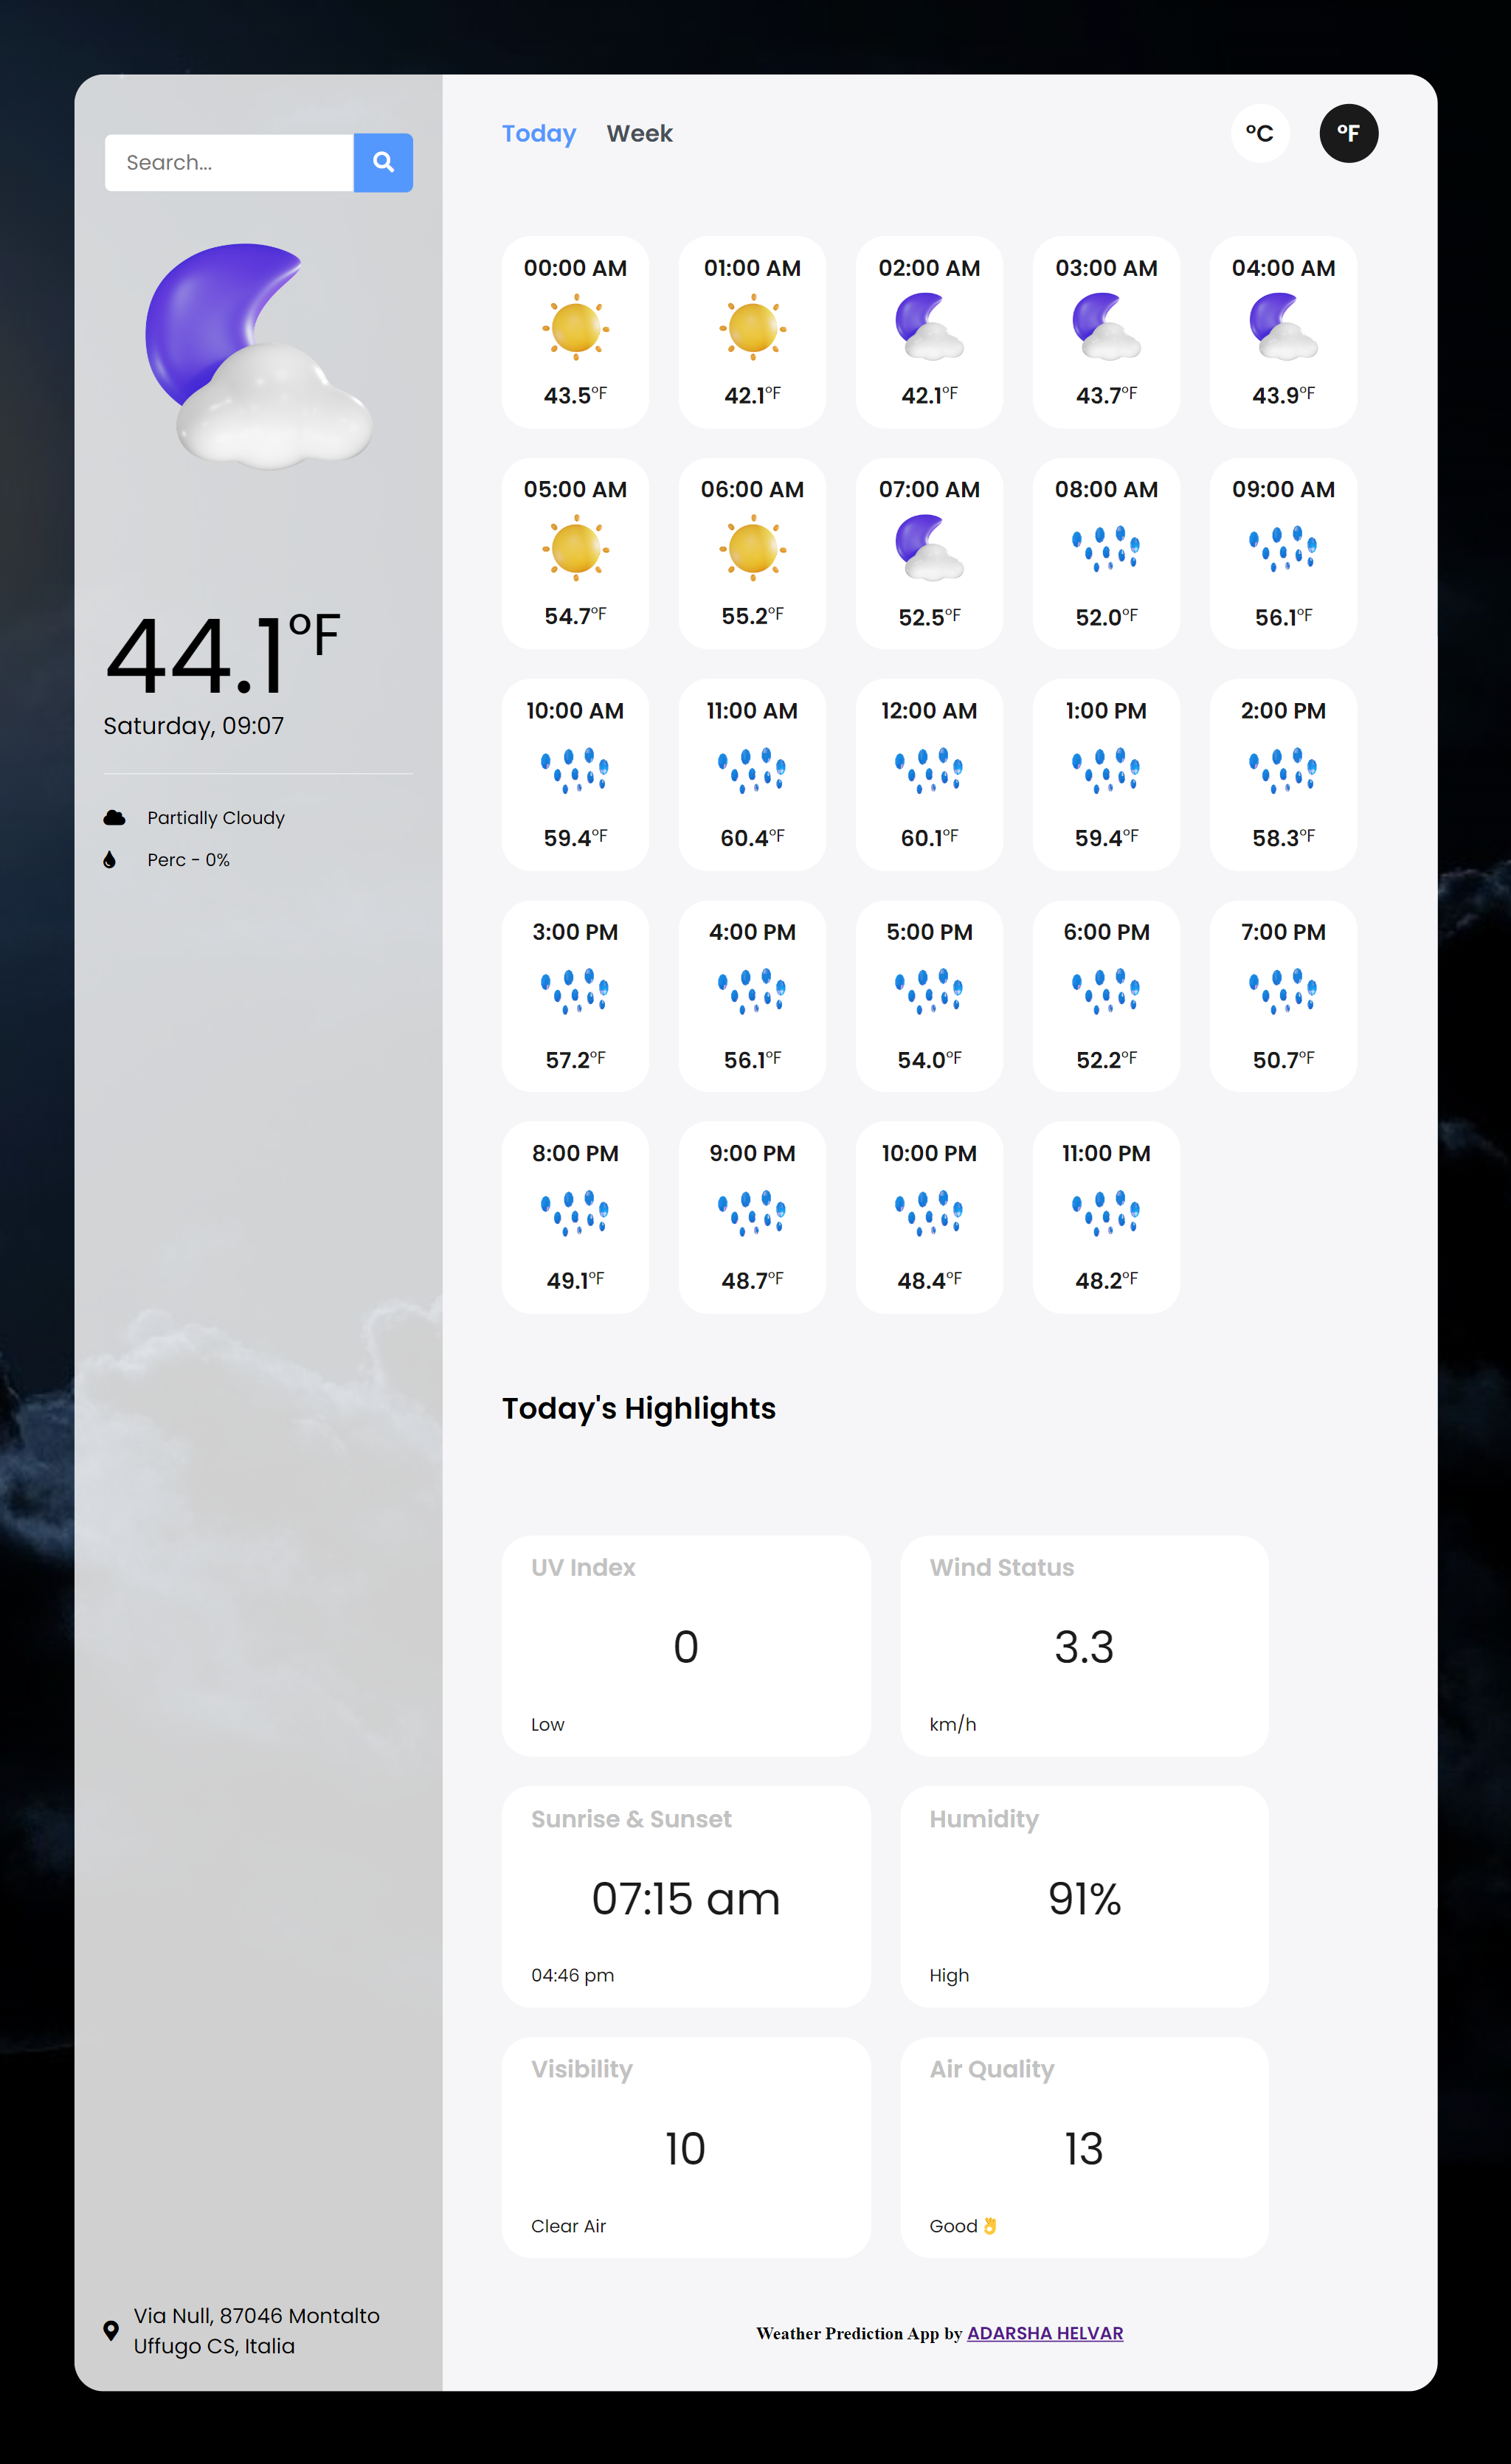 Search...
44.1°F
Saturday, 09:07
Partially Cloudy
Perc - 0%
Via Null, 87046 Montalto
Uffugo CS, Italia
Today Week
°C °F
00:00 AM
43.5°F
01:00 AM
42.1°F
02:00 AM
42.1°F
03:00 AM
43.7°F
04:00 AM
43.9°F
05:00 AM
54.7°F
06:00 AM
55.2°F
07:00 AM
52.5°F
08:00 AM
52.0°F
09:00 AM
56.1°F
10:00 AM
59.4°F
11:00 AM
60.4°F
12:00 AM
60.1°F
1:00 PM
59.4°F
2:00 PM
58.3°F
3:00 PM
57.2°F
4:00 PM
56.1°F
5:00 PM
54.0°F
6:00 PM
52.2°F
7:00 PM
50.7°F
8:00 PM
49.1°F
9:00 PM
48.7°F
10:00 PM
48.4°F
11:00 PM
48.2°F
Today's Highlights
UV Index
0
Low
Wind Status
3.3
km/h
Sunrise & Sunset
07:15 am
04:46 pm
Humidity
91%
High
Visibility
10
Clear Air
Air Quality
13
Good👌
Weather Prediction App by ADARSHA HELVAR